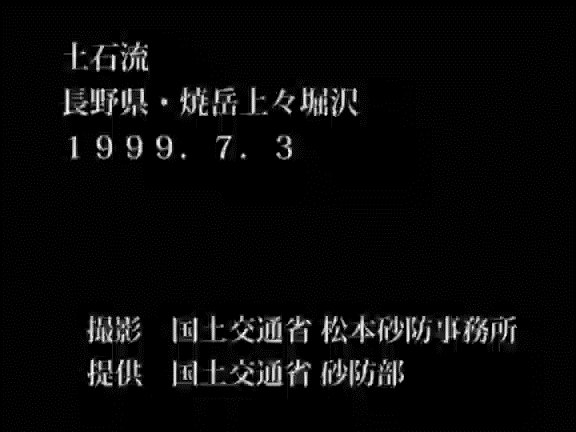 土石流
長野県・焼岳上々堀沢
１９９９．７．３
撮影　国土交通省 松本砂防事務所
提供　国土交通省 砂防部